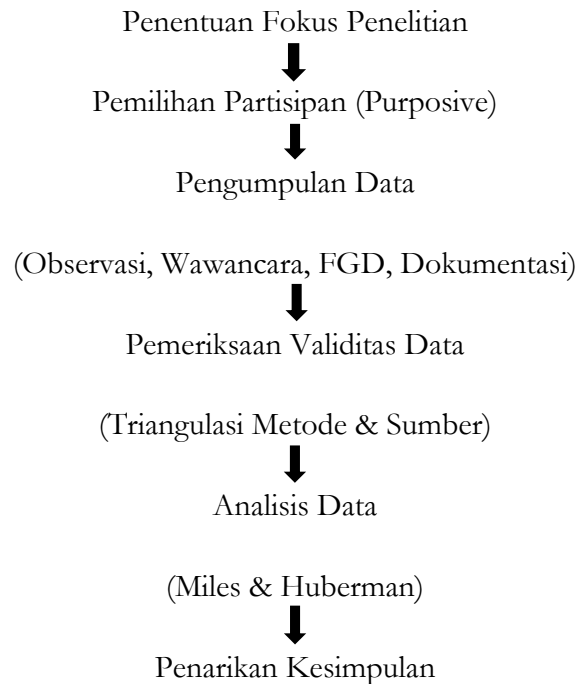 Penentuan Fokus Penelitian
Pemilihan Partisipan (Purposive)
Pengumpulan Data
(Observasi, Wawancara, FGD, Dokumentasi)
Pemeriksaan Validitas Data
(Triangulasi Metode & Sumber)
Analisis Data
(Miles & Huberman)
Penarikan Kesimpulan